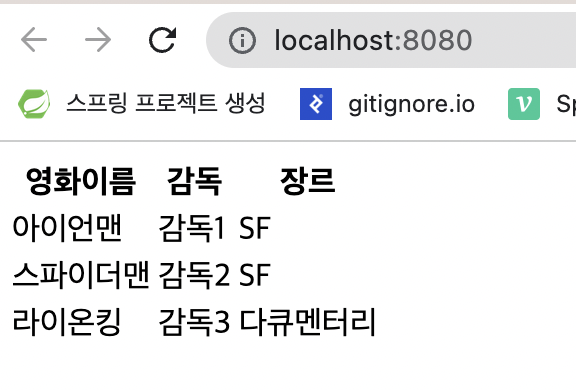 localhost:8080
스프링 프로젝트 생성 gitignore.io v Sp
영화이름 감독 장르
아이언맨 감독1 SF
스파이더맨 감독2 SF
라이온킹 감독3 다큐멘터리